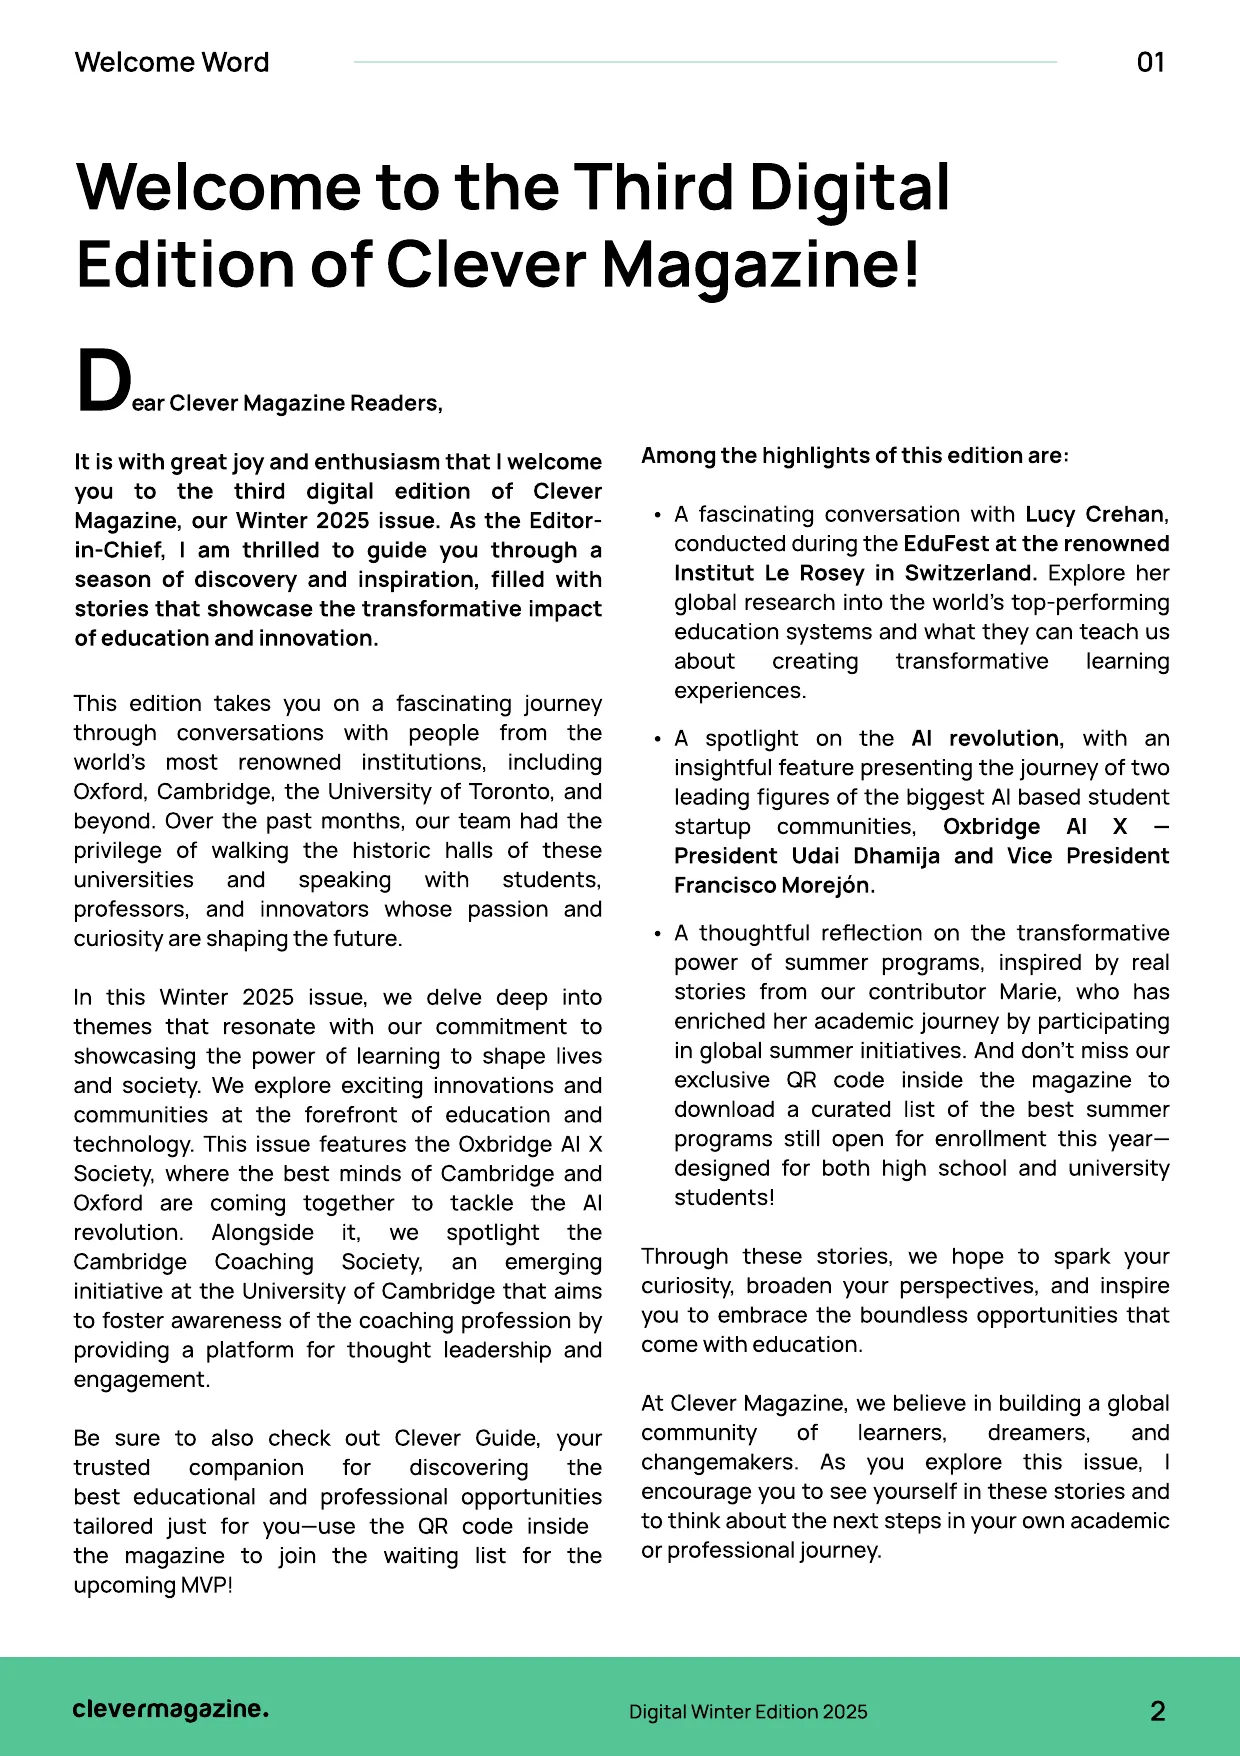 Welcome Word
01
Welcome to the Third Digital
Edition of Clever Magazine!
Dear Clever Magazine Readers,
It is with great joy and enthusiasm that I welcome
you to the third digital edition of Clever
Magazine, our Winter 2025 issue. As the Editor-
in-Chief, I am thrilled to guide you through a
season of discovery and inspiration, filled with
stories that showcase the transformative impact
of education and innovation.
This edition takes you on a fascinating journey
through conversations with people from the
world's most renowned institutions, including
Oxford, Cambridge, the University of Toronto, and
beyond. Over the past months, our team had the
privilege of walking the historic halls of these
universities and speaking with students,
professors, and innovators whose passion and
curiosity are shaping the future.
In this Winter 2025 issue, we delve deep into
themes that resonate with our commitment to
showcasing the power of learning to shape lives
and society. We explore exciting innovations and
communities at the forefront of education and
technology. This issue features the Oxbridge AI X
Society, where the best minds of Cambridge and
Oxford are coming together to tackle the AI
revolution. Alongside it, we spotlight the
Cambridge Coaching Society, an emerging
initiative at the University of Cambridge that aims
to foster awareness of the coaching profession by
providing a platform for thought leadership and
engagement.
Be sure to also check out Clever Guide, your
trusted companion for discovering the
best educational and professional opportunities
tailored just for you—use the QR code inside
the magazine to join the waiting list for the
upcoming MVP!
Among the highlights of this edition are:
• A fascinating conversation with Lucy Crehan,
conducted during the EduFest at the renowned
Institut Le Rosey in Switzerland. Explore her
global research into the world's top-performing
education systems and what they can teach us
about creating transformative learning
experiences.
• A spotlight on the AI revolution, with an
insightful feature presenting the journey of two
leading figures of the biggest AI based student
startup communities, Oxbridge AI X —
President Udai Dhamija and Vice President
Francisco Morejón.
• A thoughtful reflection on the transformative
power of summer programs, inspired by real
stories from our contributor Marie, who has
enriched her academic journey by participating
in global summer initiatives. And don't miss our
exclusive QR code inside the magazine to
download a curated list of the best summer
programs still open for enrollment this year—
designed for both high school and university
students!
Through these stories, we hope to spark your
curiosity, broaden your perspectives, and inspire
you to embrace the boundless opportunities that
come with education.
At Clever Magazine, we believe in building a global
community of learners, dreamers, and
changemakers. As you explore this issue, I
encourage you to see yourself in these stories and
to think about the next steps in your own academic
or professional journey.
clevermagazine.
Digital Winter Edition 2025
2